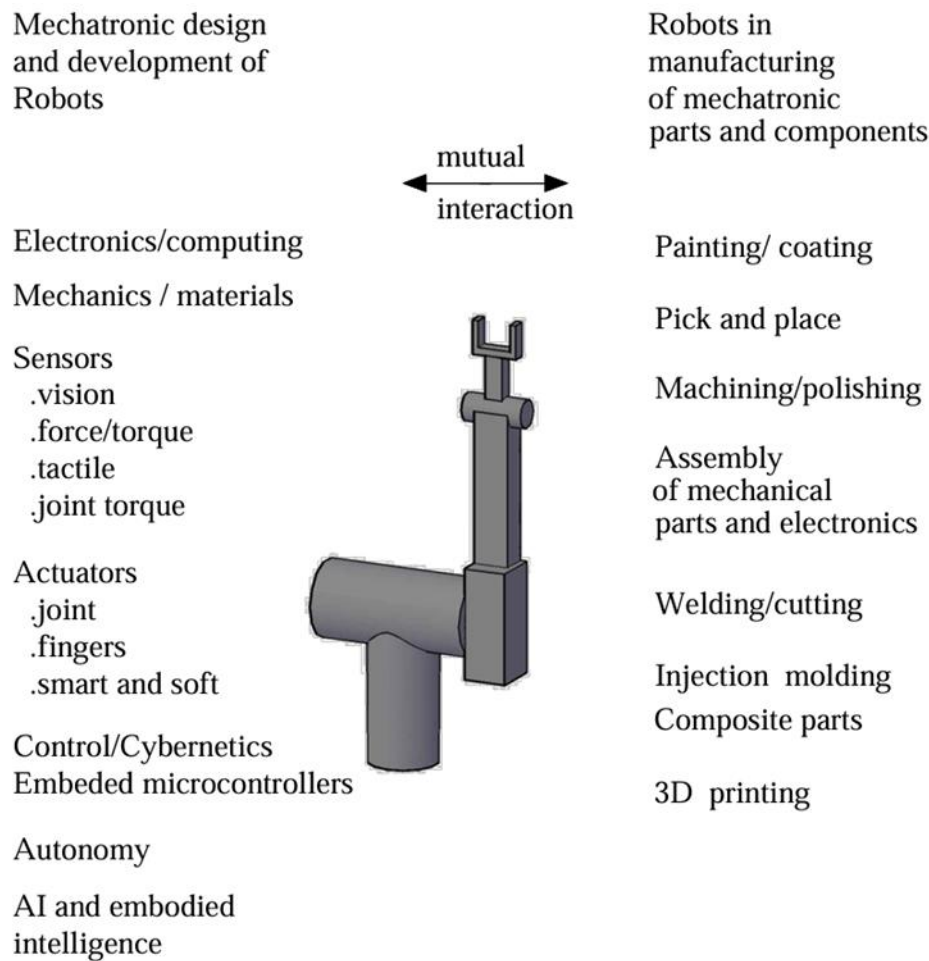 Mechatronic design
and development of
Robots
Robots in
manufacturing
of mechatronic
parts and components
mutual
interaction
Electronics/computing
Mechanics / materials
Sensors
.vision
.force/torque
.tactile
.joint torque
Actuators
.joint
.fingers
.smart and soft
Control/Cybernetics
Embeded microcontrollers
Autonomy
AI and embodied
intelligence
Painting/ coating
Pick and place
Machining/polishing
Assembly
of mechanical
parts and electronics
Welding/cutting
Injection molding
Composite parts
3D printing